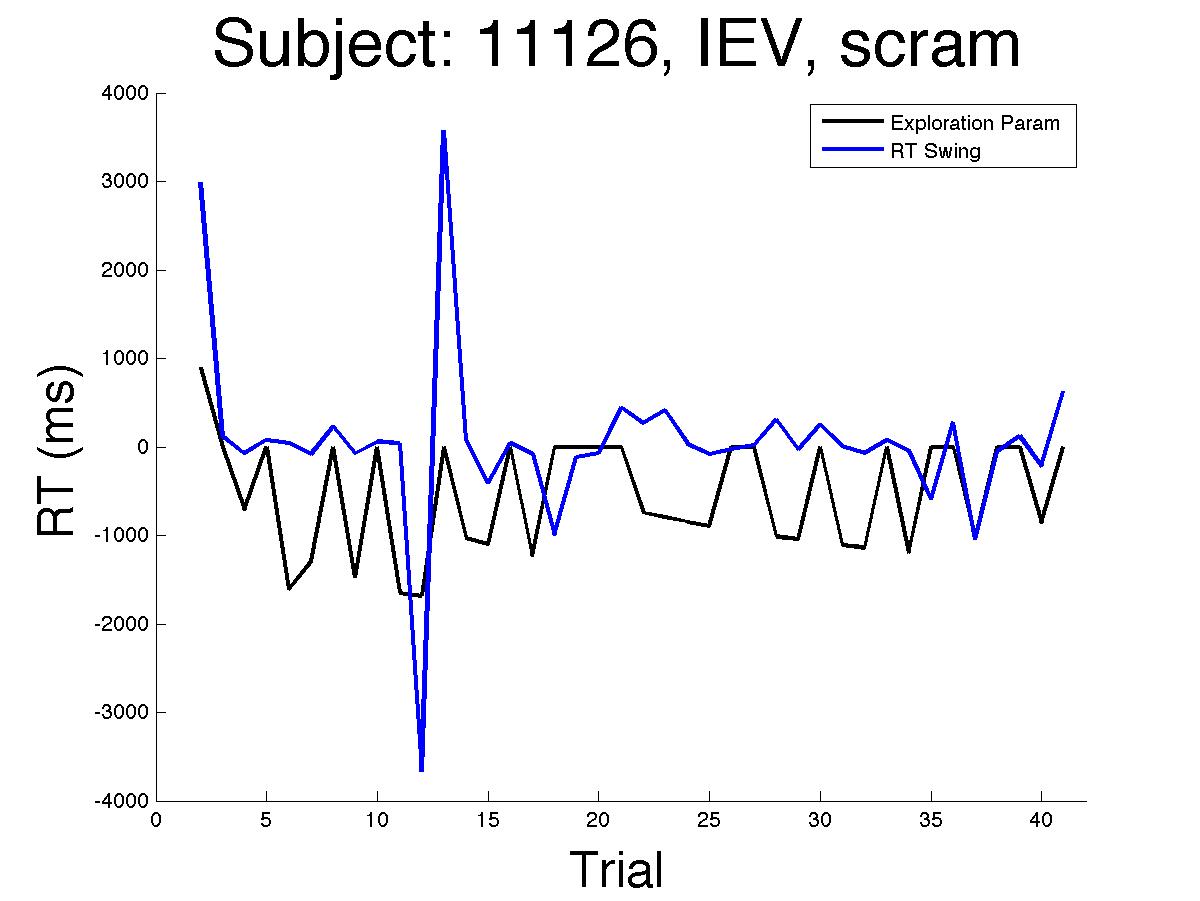 Subject: 11126, IEV, scram
Exploration Param
RT Swing
4000
3000
2000
1000
0
-1000
-2000
-3000
-4000
RT (ms)
0 5 10 15 20 25 30 35 40
Trial